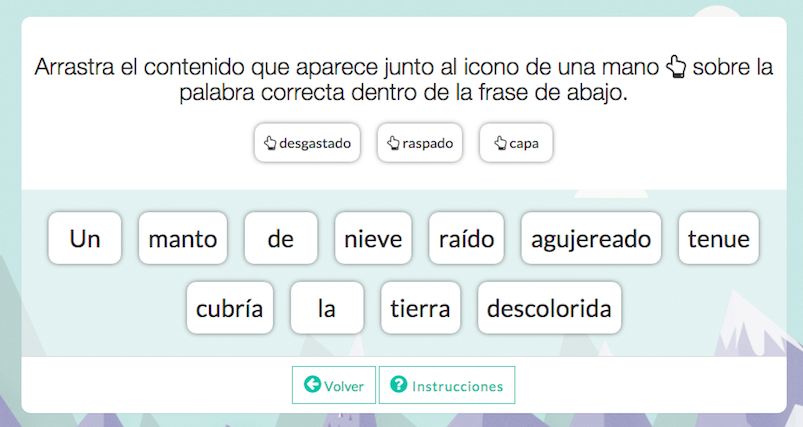 Arrastra el contenido que aparece junto al icono de una mano sobre la
palabra correcta dentro de la frase de abajo.
desgastado raspado capa
Un manto de nieve raído agujereado tenue
cubría la tierra descolorida
Volver Instrucciones